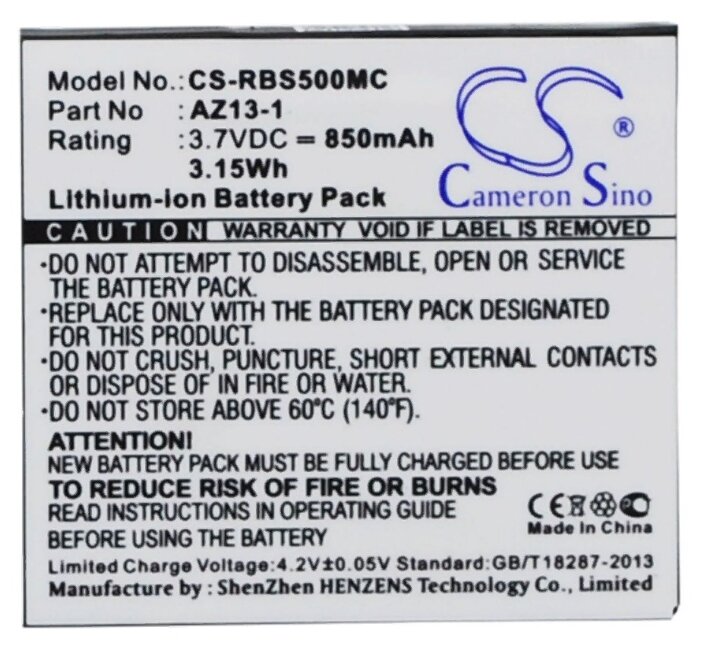 Model No.:CS-RBS500MC
Part No :AZ13-1
Rating :3.7VDC = 850mAh
3.15Wh
Lithium-ion Battery Pack
CS ®
Cameron Sino
CAUTION WARRANTY VOID IF LABEL IS REMOVED
•DO NOT ATTEMPT TO DISASSEMBLE, OPEN OR SERVICE
THE BATTERY PACK.
•REPLACE ONLY WITH THE BATTERY PACK DESIGNATED
FOR THIS PRODUCT.
•DO NOT CRUSH, PUNCTURE, SHORT EXTERNAL CONTACTS
OR DISPOSE OF IN FIRE OR WATER.
•DO NOT STORE ABOVE 60°C (140°F).
ATTENTION!
NEW BATTERY PACK MUST BE FULLY CHARGED BEFORE USE
TO REDUCE RISK OF FIRE OR BURNS
READ INSTRUCTIONS IN OPERATING GUIDE
BEFORE USING THE BATTERY
CE
Made In China
Limited Charge Voltage:4.2V±0.05V Standard:GB/T18287-2013
Manufacture by : ShenZhen HENZENS Technology Co., Limited